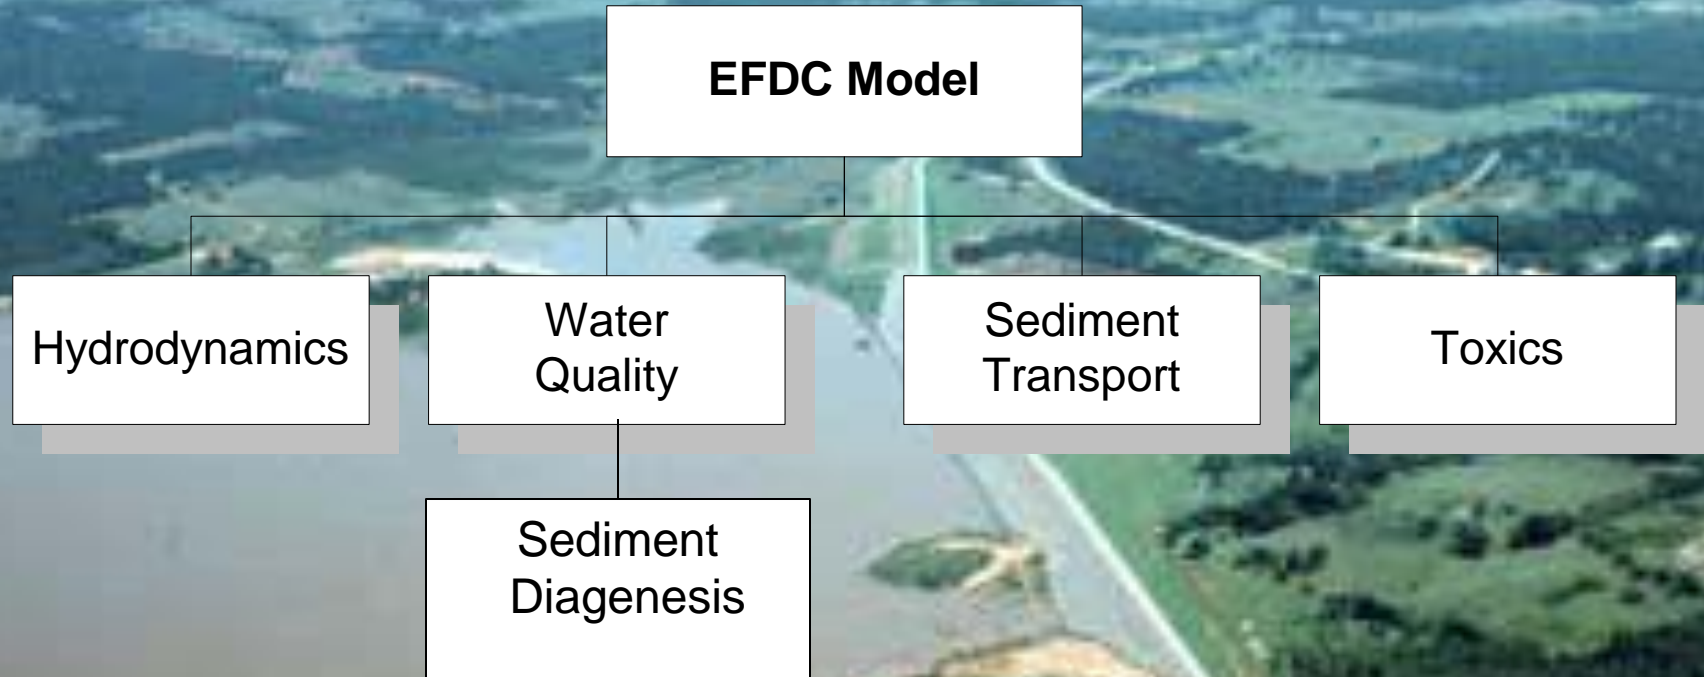 EFDC Model
Hydrodynamics
Water
Quality
Sediment
Transport
Toxics
Sediment
Diagenesis